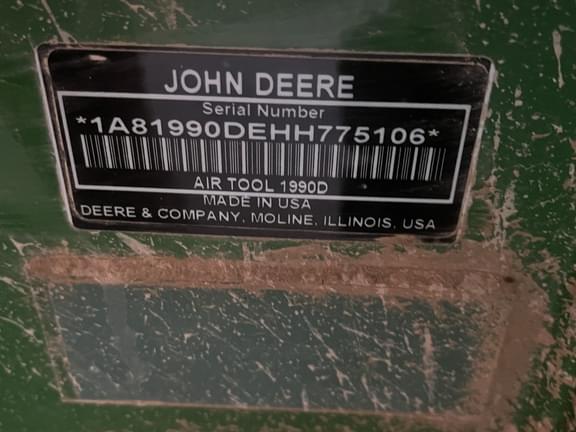 JOHN DEERE
Serial Number
*1A81990DEHH775106*
AIR TOOL 1990D
MADE IN USA
DEERE & COMPANY, MOLINE, ILLINOIS, USA